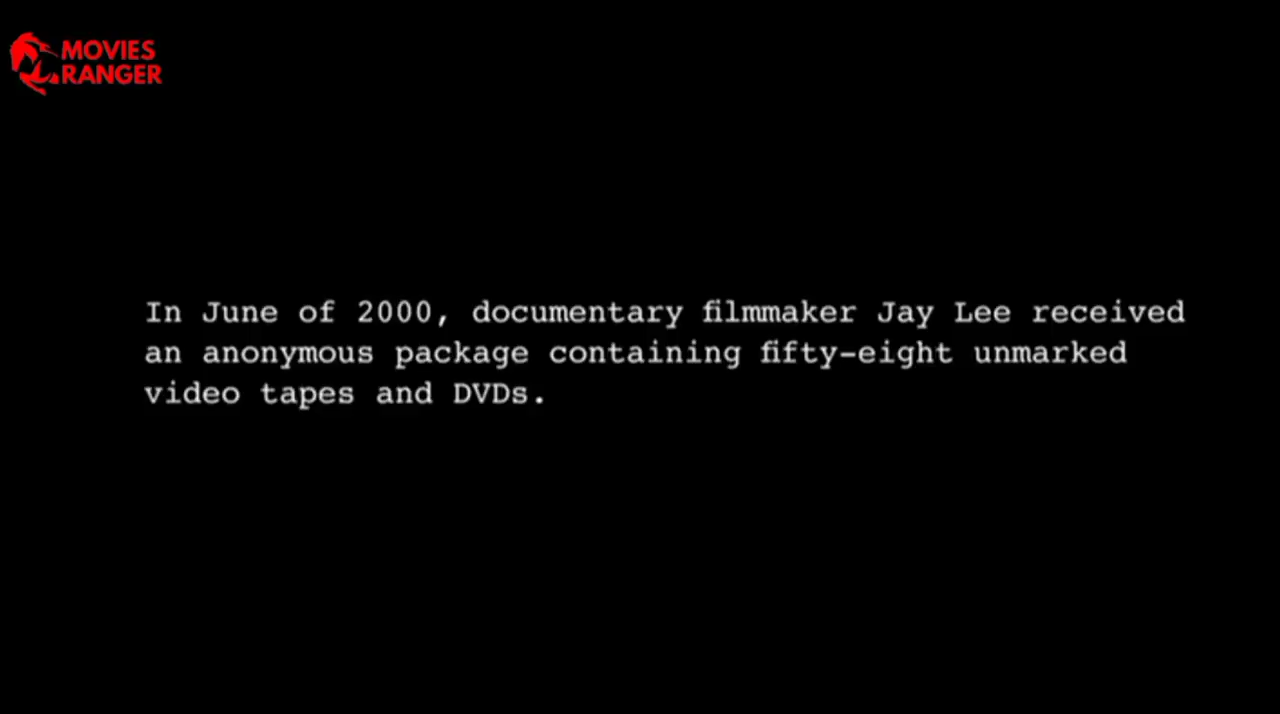 MOVIES
RANGER
In June of 2000, documentary filmmaker Jay Lee received
an anonymous package containing fifty-eight unmarked
video tapes and DVDs.